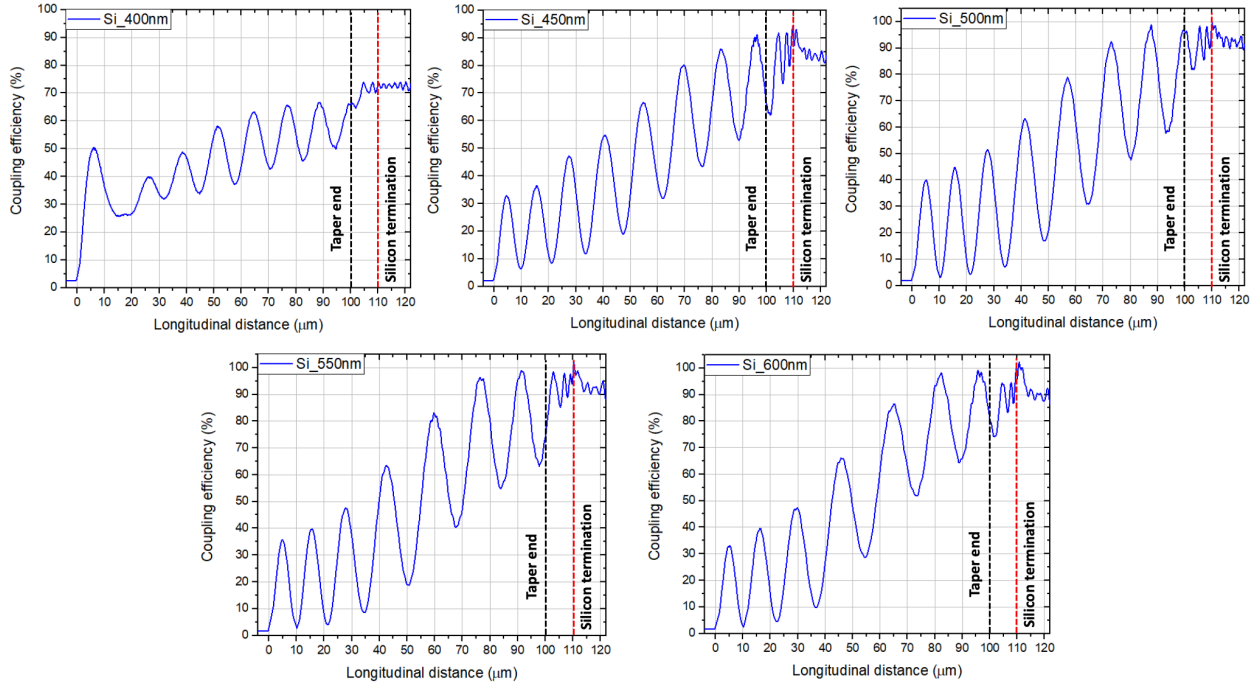 Si_400nm
Coupling efficiency (%)
100
90
80
70
60
50
40
30
20
10
0
Taper end
Silicon termination
0 10 20 30 40 50 60 70 80 90 100 110 120
Longitudinal distance (μm)
Si_450nm
Coupling efficiency (%)
100
90
80
70
60
50
40
30
20
10
0
Taper end
Silicon termination
0 10 20 30 40 50 60 70 80 90 100 110 120
Longitudinal distance (μm)
Si_500nm
Coupling efficiency (%)
100
90
80
70
60
50
40
30
20
10
0
Taper end
Silicon termination
0 10 20 30 40 50 60 70 80 90 100 110 120
Longitudinal distance (μm)
Si_550nm
Coupling efficiency (%)
100
90
80
70
60
50
40
30
20
10
0
Taper end
Silicon termination
0 10 20 30 40 50 60 70 80 90 100 110 120
Longitudinal distance (μm)
Si_600nm
Coupling efficiency (%)
100
90
80
70
60
50
40
30
20
10
0
Taper end
Silicon termination
0 10 20 30 40 50 60 70 80 90 100 110 120
Longitudinal distance (μm)